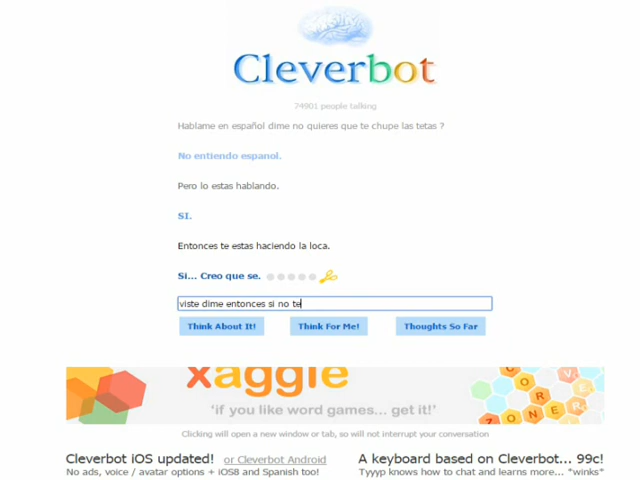 Cleverbot
74901 people talking
Hablame en español dime no quieres que te chupe las tetas ?
No entiendo espanol.
Pero lo estas hablando.
SI.
Entonces te estas haciendo la loca.
Si... Creo que se.
viste dime entonces si no te
Think About It! Think For Me! Thoughts So Far
xaggle
'if you like word games... get it!'
C O R V E
Z O N E R
Clicking will open a new window or tab, so will not interrupt your conversation
Cleverbot iOS updated! or Cleverbot Android
No ads, voice / avatar options + iOS8 and Spanish too!
A keyboard based on Cleverbot... 99c!
Tyyyp knows how to chat and learns more... *winks*